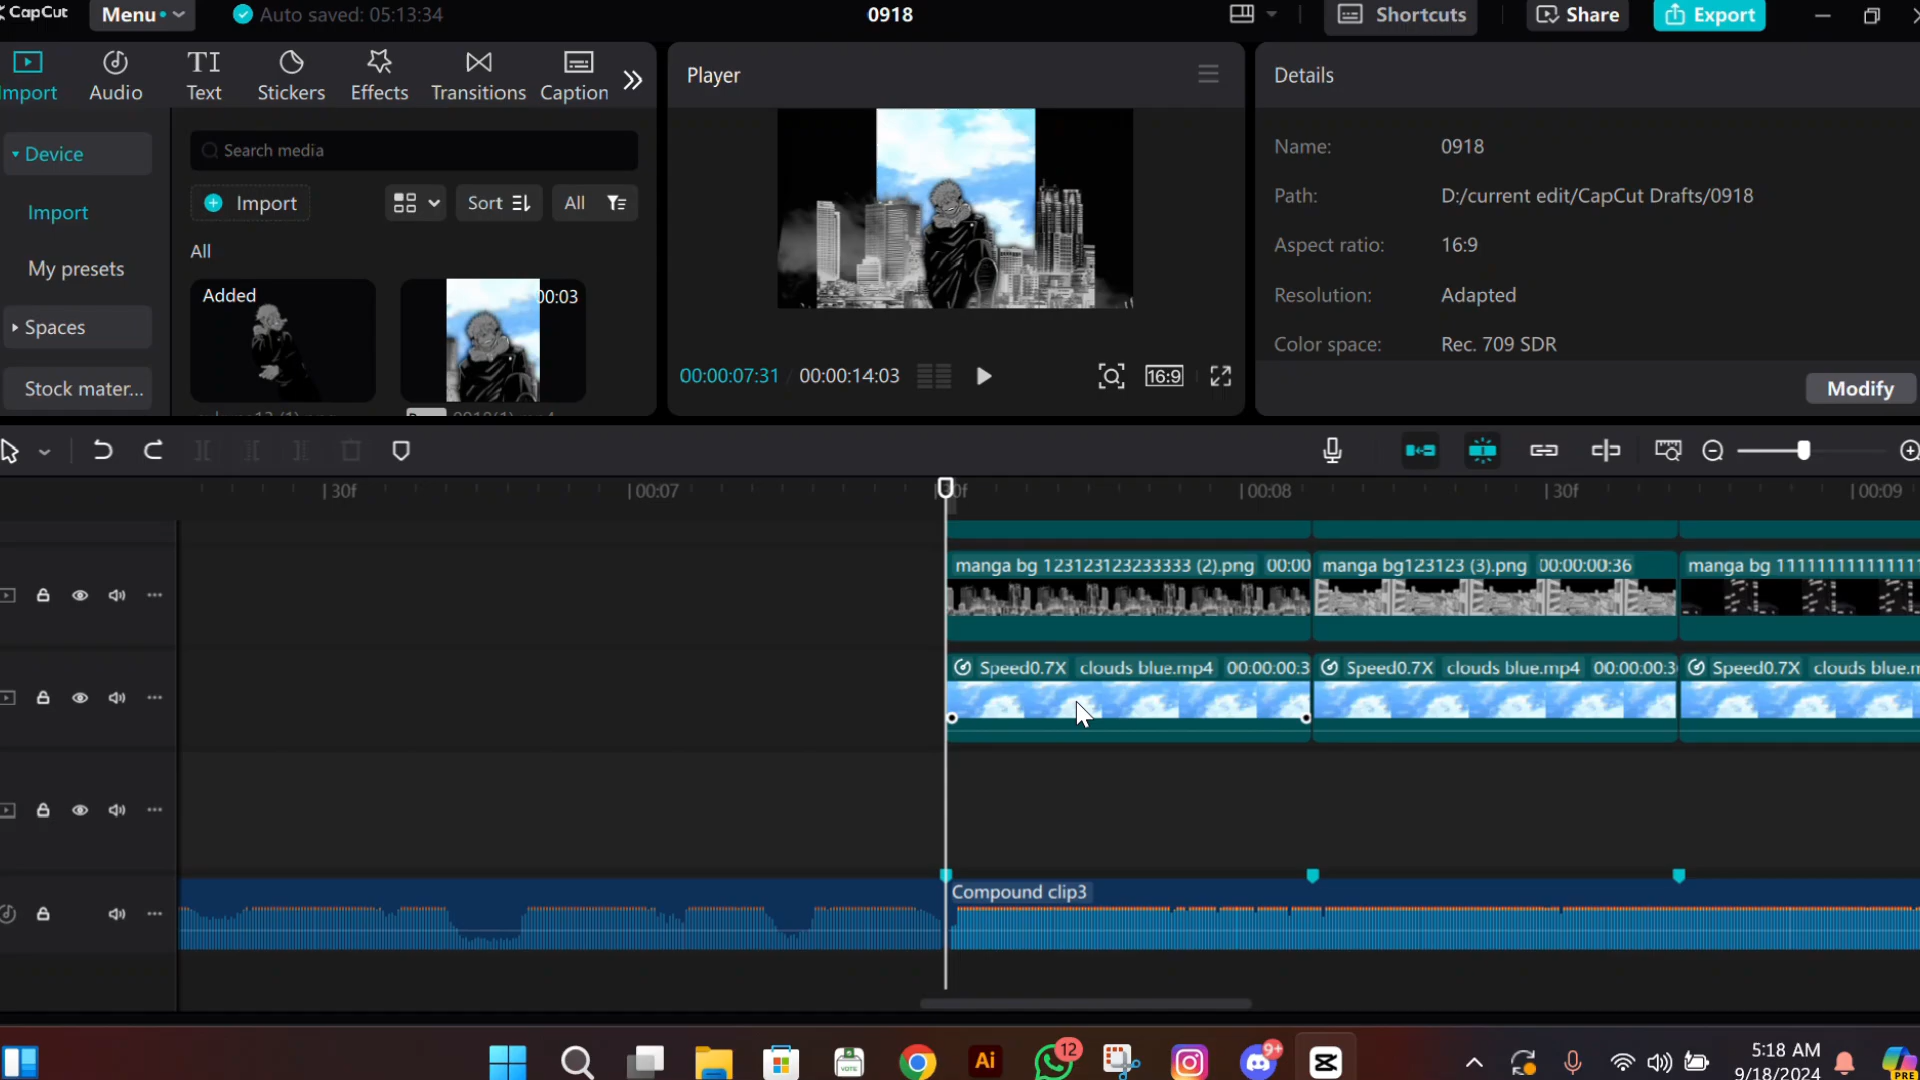 CapCut Menu Auto saved: 05:13:34 0918 Shortcuts Share Export
Import Audio Text Stickers Effects Transitions Caption
Player
Details
Device
Search media
Import
Import Sort All
My presets
All
Spaces
Added 00:03
Stock mater...
Name: 0918
Path: D:/current edit/CapCut Drafts/0918
Aspect ratio: 16:9
Resolution: Adapted
Color space: Rec. 709 SDR
00:00:07:31 / 00:00:14:03 16:9
Modify
30f 00:07 30f 00:08 30f 00:09
manga bg 123123123233333 (2).png 00:00 manga bg123123 (3).png 00:00:00:36 manga bg 1111111111111111
Speed0.7X clouds blue.mp4 00:00:00:3 Speed0.7X clouds blue.mp4 00:00:00:3 Speed0.7X clouds blue.m
Compound clip3
VOTE Ai 12 9+
5:18 AM
9/18/2024
PRE